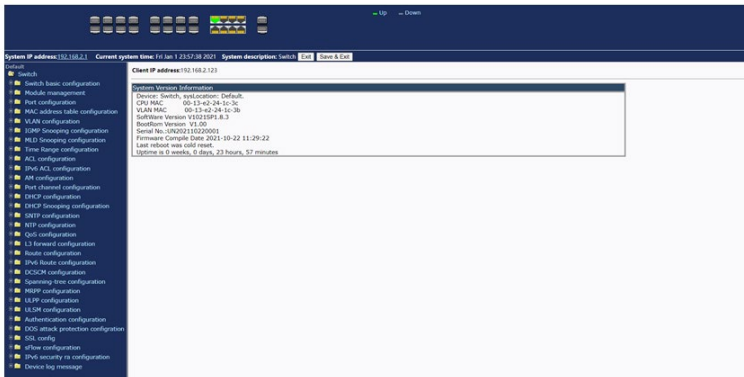 Up Down
System IP address:192.168.2.1 Current system time: Fri Jan 1 23:57:38 2021 System description: Switch Exit Save & Exit
Default
Switch
Switch basic configuration
Module management
Port configuration
MAC address table configuration
VLAN configuration
IGMP Snooping configuration
MLD Snooping configuration
Time Range configuration
ACL configuration
IPv6 ACL configuration
AM configuration
Port channel configuration
DHCP configuration
DHCP Snooping configuration
SNTP configuration
NTP configuration
QoS configuration
L3 forward configuration
Route configuration
IPv6 Route configuration
DCSCM configuration
Spanning-tree configuration
MRPP configuration
ULPP configuration
ULSM configuration
Authentication configuration
DOS attack protection configration
SSL config
sFlow configuration
IPv6 security ra configuration
Device log message
Client IP address:192.168.2.123
System Version Information
Device: Switch, sysLocation: Default.
CPU MAC 00-13-e2-24-1c-3c
VLAN MAC 00-13-e2-24-1c-3b
SoftWare Version V1021SP1.8.3
BootRom Version V1.00
Serial No.:UN202110220001
Firmware Compile Date 2021-10-22 11:29:22
Last reboot was cold reset.
Uptime is 0 weeks, 0 days, 23 hours, 57 minutes